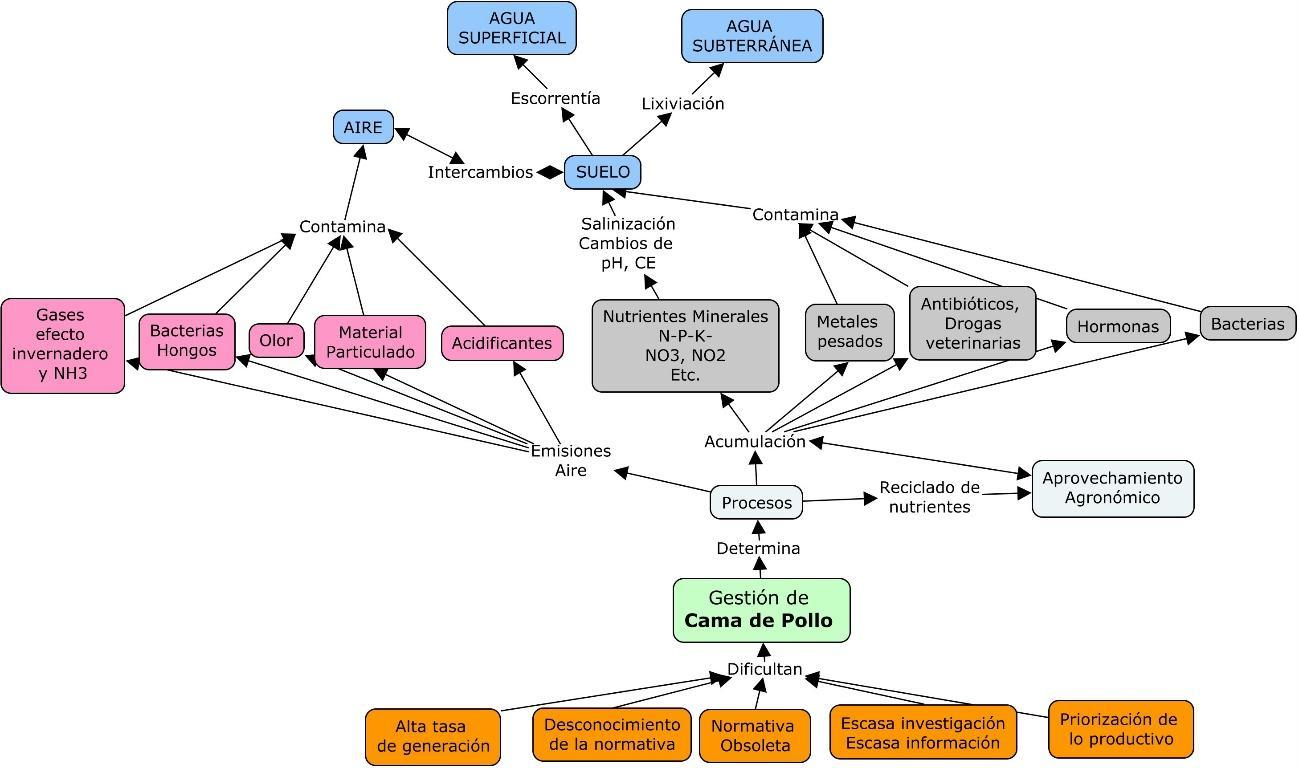 AGUA
SUPERFICIAL
AGUA
SUBTERRÁNEA
Escorrentía
Lixiviación
AIRE
Intercambios
SUELO
Contamina
Salinización
Cambios de
pH, CE
Contamina
Gases
efecto
invernadero
y NH3
Bacterias
Hongos
Olor
Material
Particulado
Acidificantes
Nutrientes Minerales
N-P-K-
NO3, NO2
Etc.
Metales
pesados
Antibióticos,
Drogas
veterinarias
Hormonas
Bacterias
Emisiones
Aire
Acumulación
Procesos
Reciclado de
nutrientes
Aprovechamiento
Agronómico
Determina
Gestión de
Cama de Pollo
Dificultan
Alta tasa
de generación
Desconocimiento
de la normativa
Normativa
Obsoleta
Escasa investigación
Escasa información
Priorización de
lo productivo